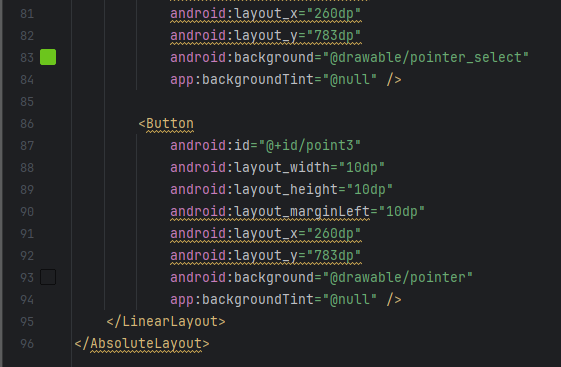 81 android:layout_x="260dp"
82 android:layout_y="783dp"
83 android:background="@drawable/pointer_select"
84 app:backgroundTint="@null" />
85
86 <Button
87 android:id="@+id/point3"
88 android:layout_width="10dp"
89 android:layout_height="10dp"
90 android:layout_marginLeft="10dp"
91 android:layout_x="260dp"
92 android:layout_y="783dp"
93 android:background="@drawable/pointer"
94 app:backgroundTint="@null" />
95 </LinearLayout>
96 </AbsoluteLayout>